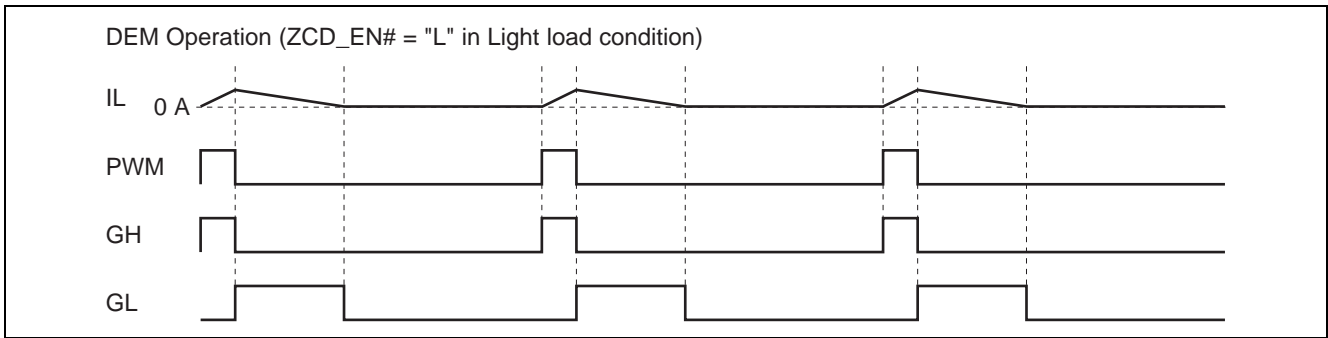 DEM Operation (ZCD_EN# = "L" in Light load condition)
IL
0 A
PWM
GH
GL